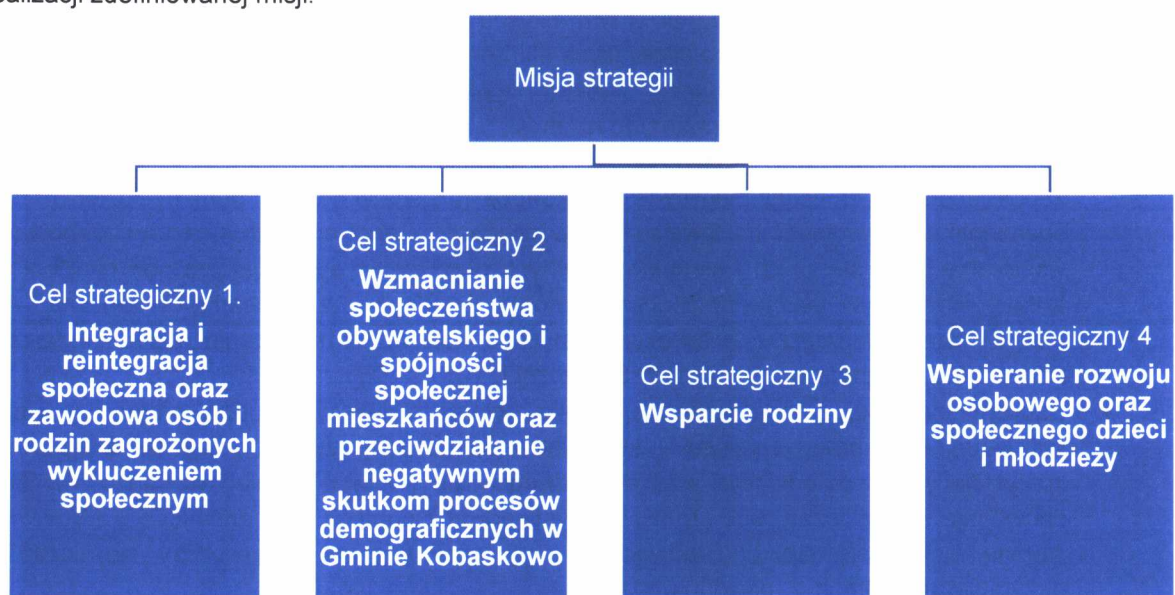 zdefiniowanej misji.
Misja strategii
Cel strategiczny 1.
Integracja i
reintegracja
społeczna oraz
zawodowa osób i
rodzin zagrożonych
wykluczeniem
społecznym
Cel strategiczny 2
Wzmacnianie
społeczeństwa
obywatelskiego i
spójności
społecznej
mieszkańców oraz
przeciwdziałanie
negatywnym
skutkom procesów
demograficznych w
Gminie Kobaskowo
Cel strategiczny 3
Wsparcie rodziny
Cel strategiczny 4
Wspieranie rozwoju
osobowego oraz
społecznego dzieci
i młodzieży